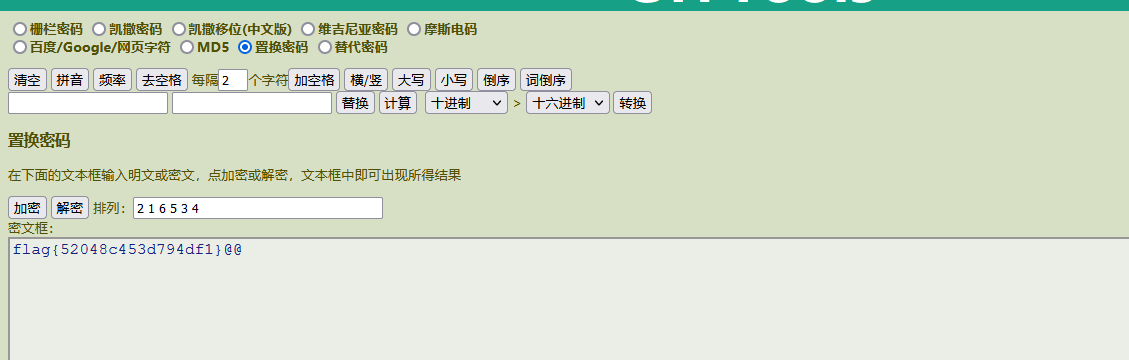 栅栏密码 凯撒密码 凯撒移位(中文版) 维吉尼亚密码 摩斯电码
百度/Google/网页字符 MD5 置换密码 替代密码
清空 拼音 频率 去空格 每隔2个字符加空格 横/竖 大写 小写 倒序 词倒序
替换 计算 十进制 > 十六进制 转换
置换密码
在下面的文本框输入明文或密文，点加密或解密，文本框中即可出现所得结果
加密 解密 排列： 2 1 6 5 3 4
密文框：
flag{52048c453d794df1}@@